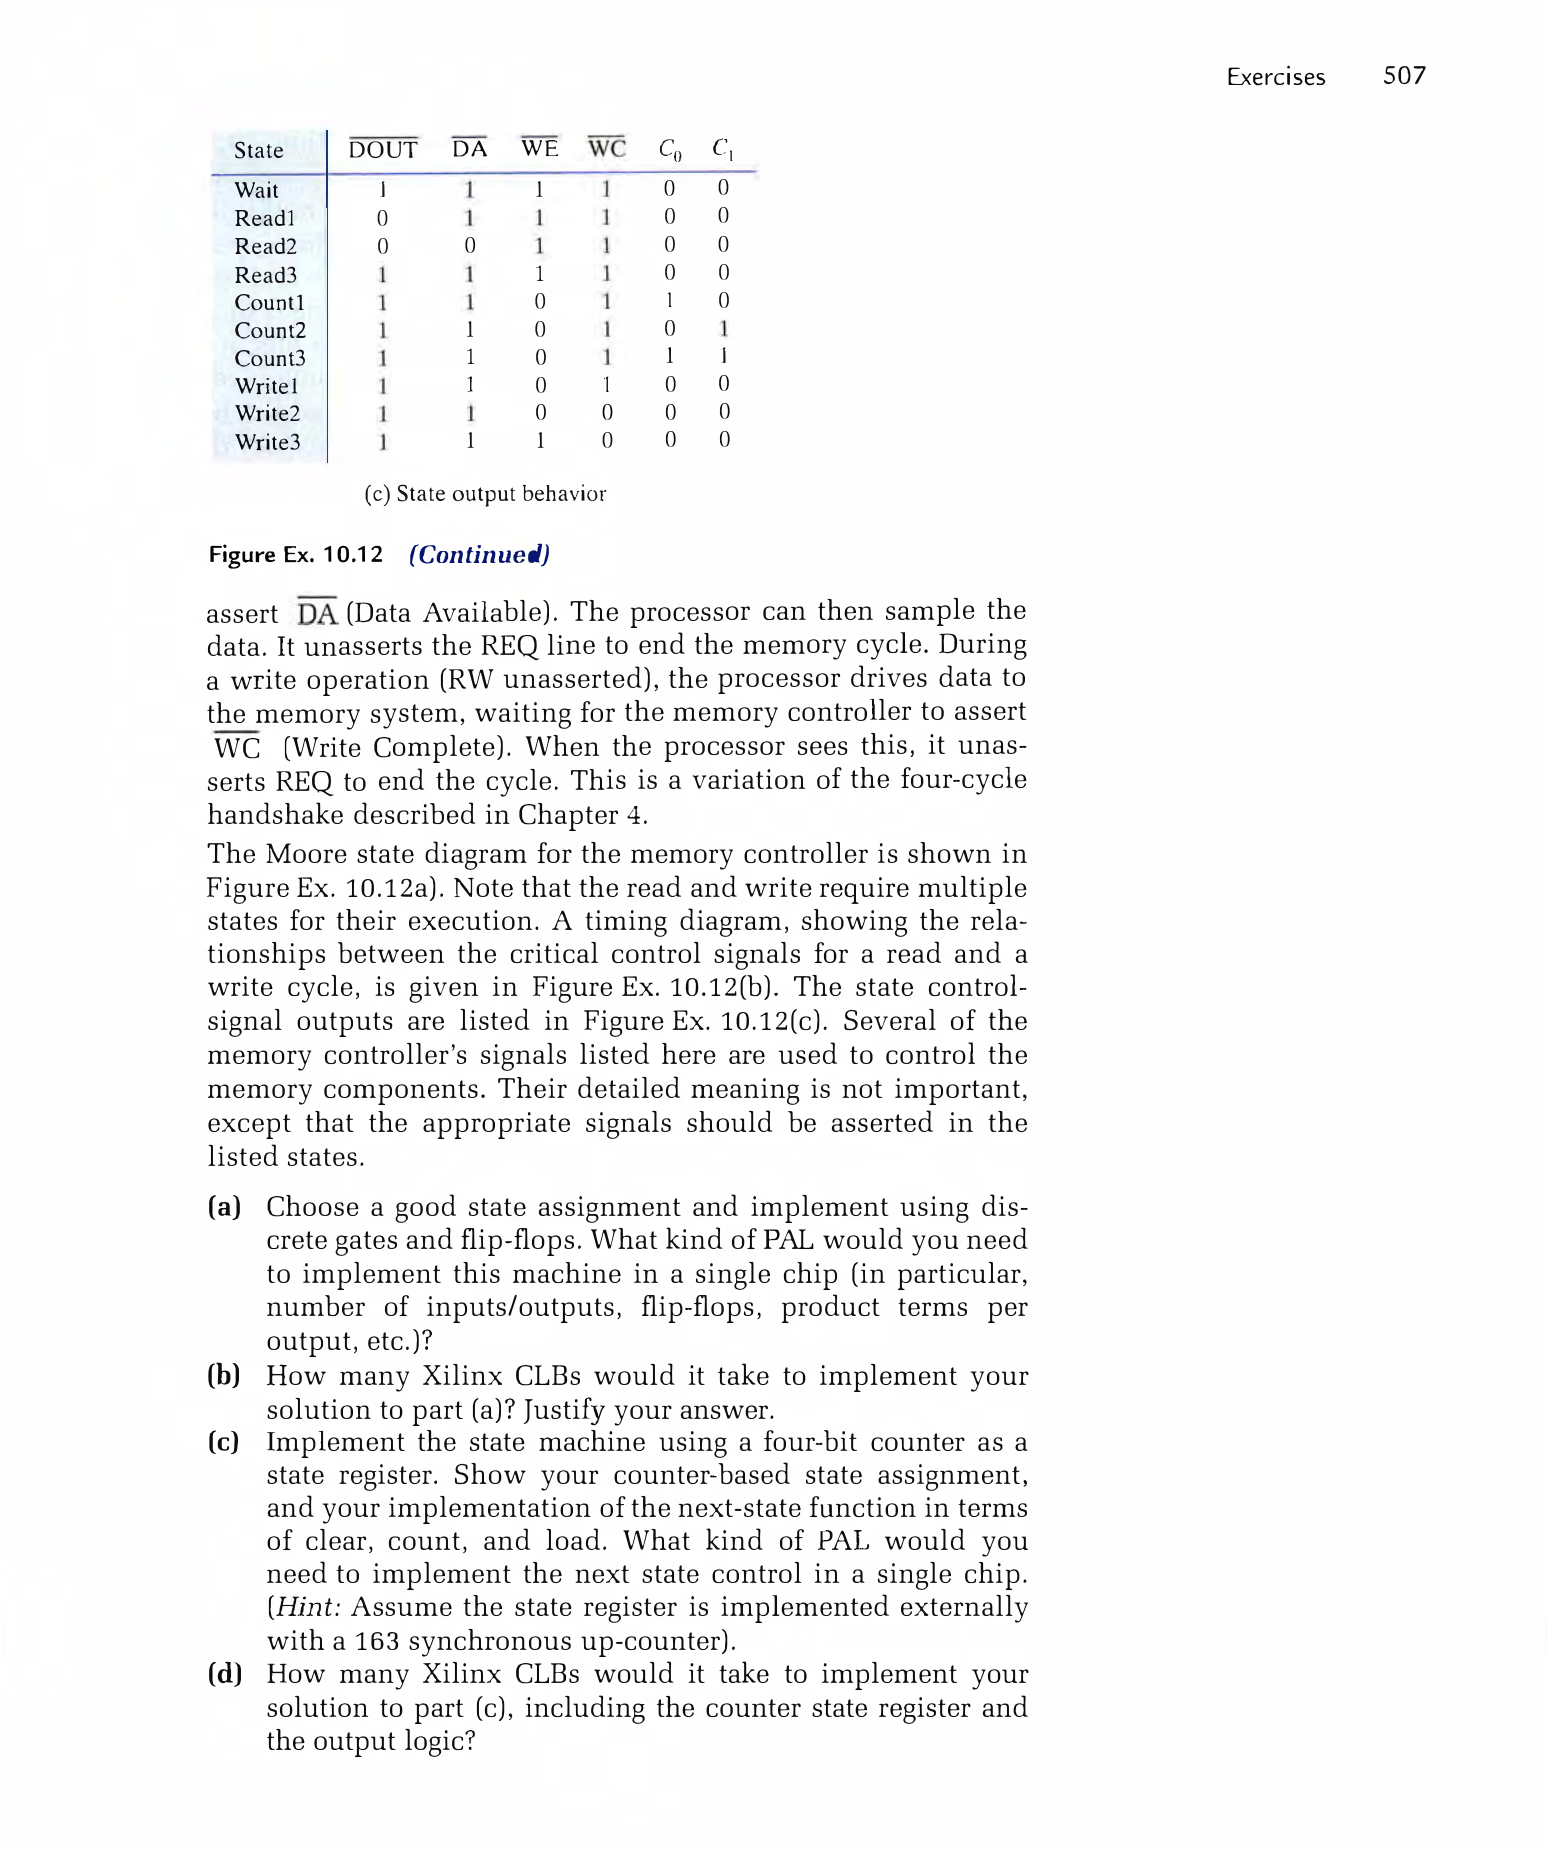 Exercises 507
State D̅O̅U̅T̅ D̅A̅ W̅E̅ W̅C̅ C₀ C₁
Wait 1 1 1 1 0 0
Read1 0 1 1 1 0 0
Read2 0 0 1 1 0 0
Read3 1 1 1 1 0 0
Count1 1 1 0 1 1 0
Count2 1 1 0 1 0 1
Count3 1 1 0 1 1 1
Write1 1 1 0 1 0 0
Write2 1 1 0 0 0 0
Write3 1 1 1 0 0 0
(c) State output behavior
Figure Ex. 10.12 (Continued)
assert D̅A̅ (Data Available). The processor can then sample the
data. It unasserts the REQ line to end the memory cycle. During
a write operation (RW unasserted), the processor drives data to
the memory system, waiting for the memory controller to assert
W̅C̅ (Write Complete). When the processor sees this, it unas-
serts REQ to end the cycle. This is a variation of the four-cycle
handshake described in Chapter 4.
The Moore state diagram for the memory controller is shown in
Figure Ex. 10.12a). Note that the read and write require multiple
states for their execution. A timing diagram, showing the rela-
tionships between the critical control signals for a read and a
write cycle, is given in Figure Ex. 10.12(b). The state control-
signal outputs are listed in Figure Ex. 10.12(c). Several of the
memory controller's signals listed here are used to control the
memory components. Their detailed meaning is not important,
except that the appropriate signals should be asserted in the
listed states.
(a) Choose a good state assignment and implement using dis-
crete gates and flip-flops. What kind of PAL would you need
to implement this machine in a single chip (in particular,
number of inputs/outputs, flip-flops, product terms per
output, etc.)?
(b) How many Xilinx CLBs would it take to implement your
solution to part (a)? Justify your answer.
(c) Implement the state machine using a four-bit counter as a
state register. Show your counter-based state assignment,
and your implementation of the next-state function in terms
of clear, count, and load. What kind of PAL would you
need to implement the next state control in a single chip.
(Hint: Assume the state register is implemented externally
with a 163 synchronous up-counter).
(d) How many Xilinx CLBs would it take to implement your
solution to part (c), including the counter state register and
the output logic?